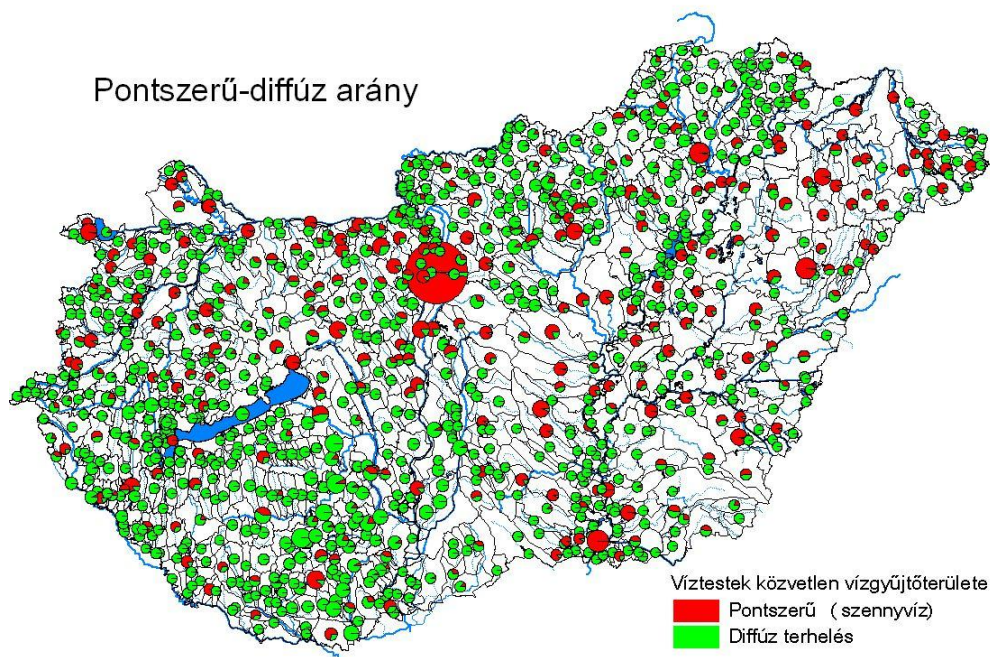 Pontszerű-diffúz arány
Víztestek közvetlen vízgyűjtőterülete
Pontszerű ( szennyvíz)
Diffúz terhelés